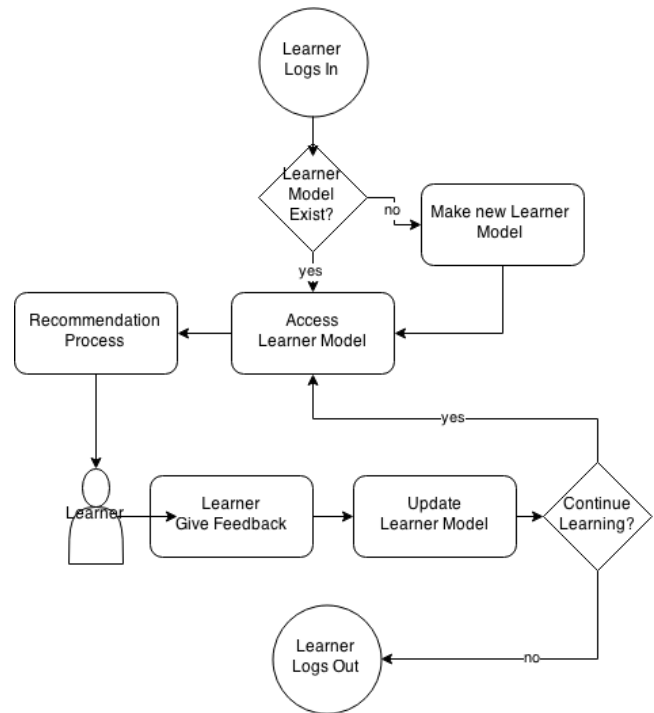 Learner
Logs In
Learner
Model
Exist?
no
Make new Learner
Model
yes
Recommendation
Process
Access
Learner Model
yes
Learner
Learner
Give Feedback
Update
Learner Model
Continue
Learning?
Learner
Logs Out
no